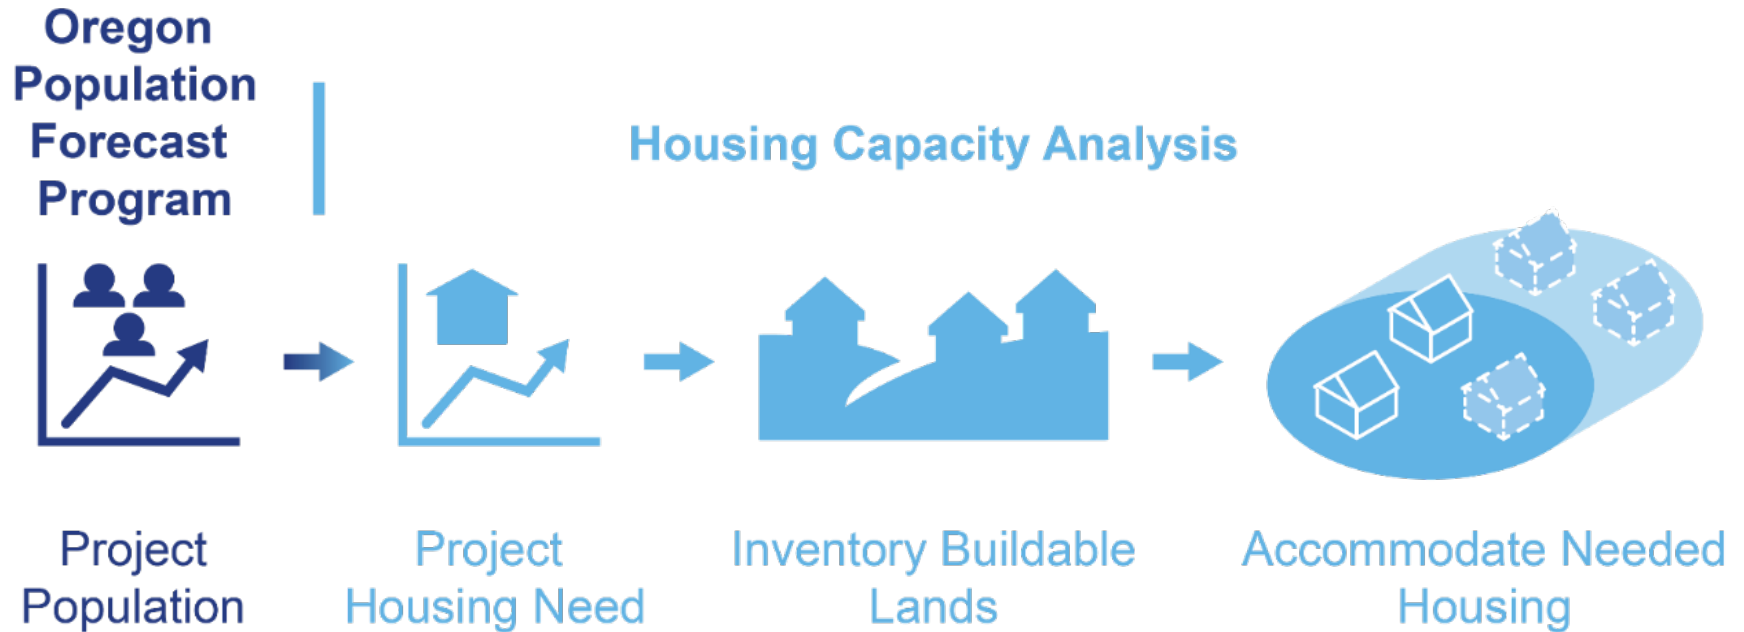 Oregon
Population
Forecast
Program
Housing Capacity Analysis
Project
Population
Project
Housing Need
Inventory Buildable
Lands
Accommodate Needed
Housing